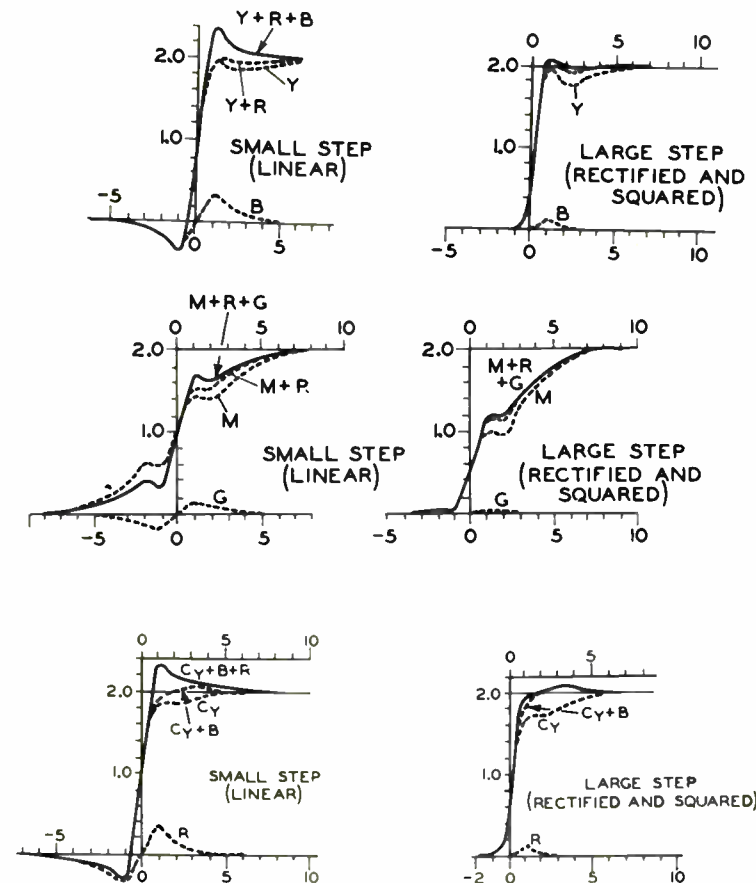 Y+R+B
2.0
Y+R
Y
1.0
SMALL STEP
(LINEAR)
-5
B
0
5
0
5
10
2.0
Y
1.0
LARGE STEP
(RECTIFIED AND
SQUARED)
B
-5
0
5
10
M+R+G
0
5
10
2.0
M+R
M
1.0
SMALL STEP
(LINEAR)
G
-5
0
5
0
5
10
2.0
M+R
+G
M
1.0
LARGE STEP
(RECTIFIED AND
SQUARED)
G
-5
0
5
10
0
5
10
CY+B+R
2.0
CY
CY+B
1.0
SMALL STEP
(LINEAR)
-5
R
0
5
10
0
5
2.0
CY+B
CY
1.0
LARGE STEP
(RECTIFIED AND SQUARED)
R
-2
0
5
10